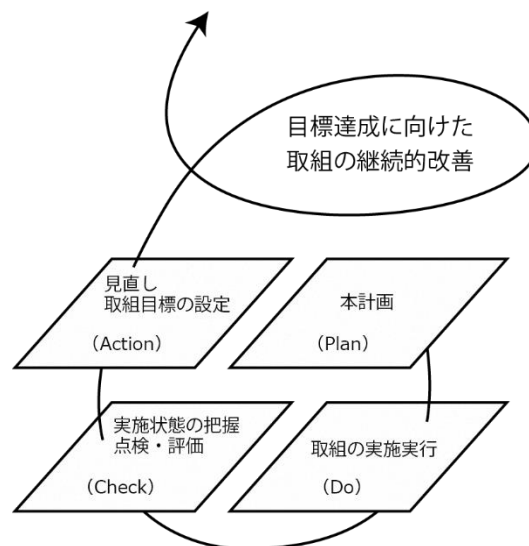 目標達成に向けた
取組の継続的改善
見直し
取組目標の設定
（Action）
本計画
（Plan）
実施状態の把握
点検・評価
（Check）
取組の実施実行
（Do）